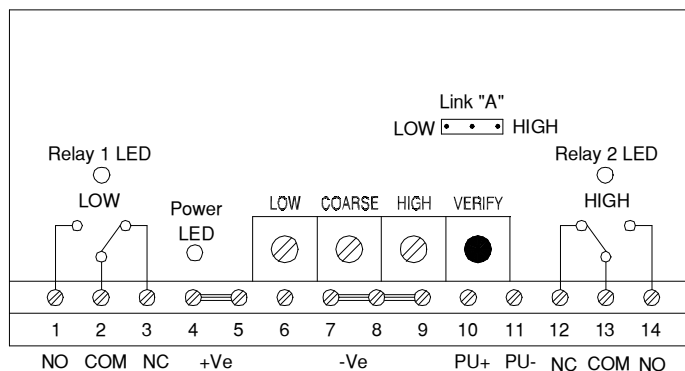 Link "A"
LOW HIGH
Relay 1 LED Relay 2 LED
LOW HIGH
Power
LED
LOW COARSE HIGH VERIFY
1 2 3 4 5 6 7 8 9 10 11 12 13 14
NO COM NC +Ve -Ve PU+ PU- NC COM NO